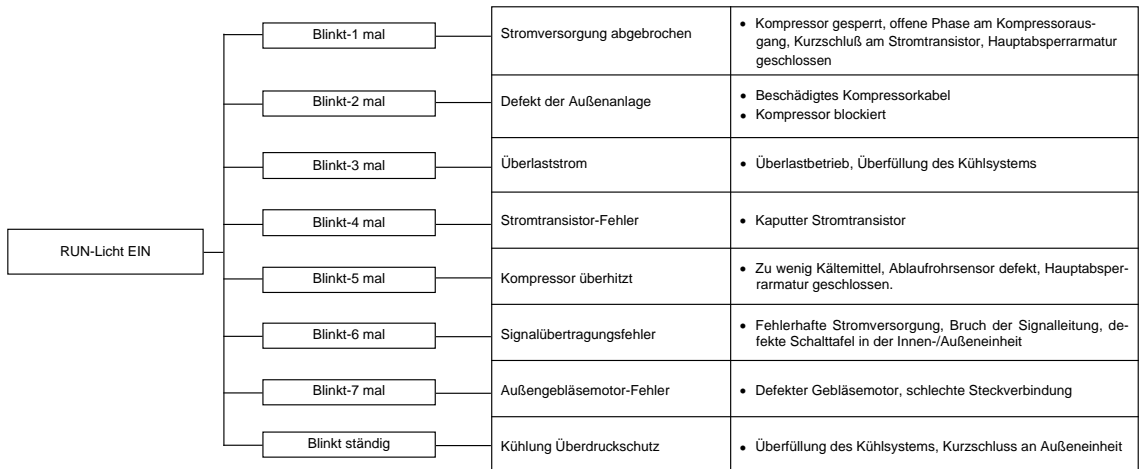 RUN-Licht EIN
Blinkt-1 mal
Stromversorgung abgebrochen
• Kompressor gesperrt, offene Phase am Kompressoraus-
gang, Kurzschluß am Stromtransistor, Hauptabsperrarmatur
geschlossen
Blinkt-2 mal
Defekt der Außenanlage
• Beschädigtes Kompressorkabel
• Kompressor blockiert
Blinkt-3 mal
Überlaststrom
• Überlastbetrieb, Überfüllung des Kühlsystems
Blinkt-4 mal
Stromtransistor-Fehler
• Kaputter Stromtransistor
Blinkt-5 mal
Kompressor überhitzt
• Zu wenig Kältemittel, Ablaufrohrsensor defekt, Hauptabsper-
rarmatur geschlossen.
Blinkt-6 mal
Signalübertragungsfehler
• Fehlerhafte Stromversorgung, Bruch der Signalleitung, de-
fekte Schalttafel in der Innen-/Außeneinheit
Blinkt-7 mal
Außengebläsemotor-Fehler
• Defekter Gebläsemotor, schlechte Steckverbindung
Blinkt ständig
Kühlung Überdruckschutz
• Überfüllung des Kühlsystems, Kurzschluss an Außeneinheit